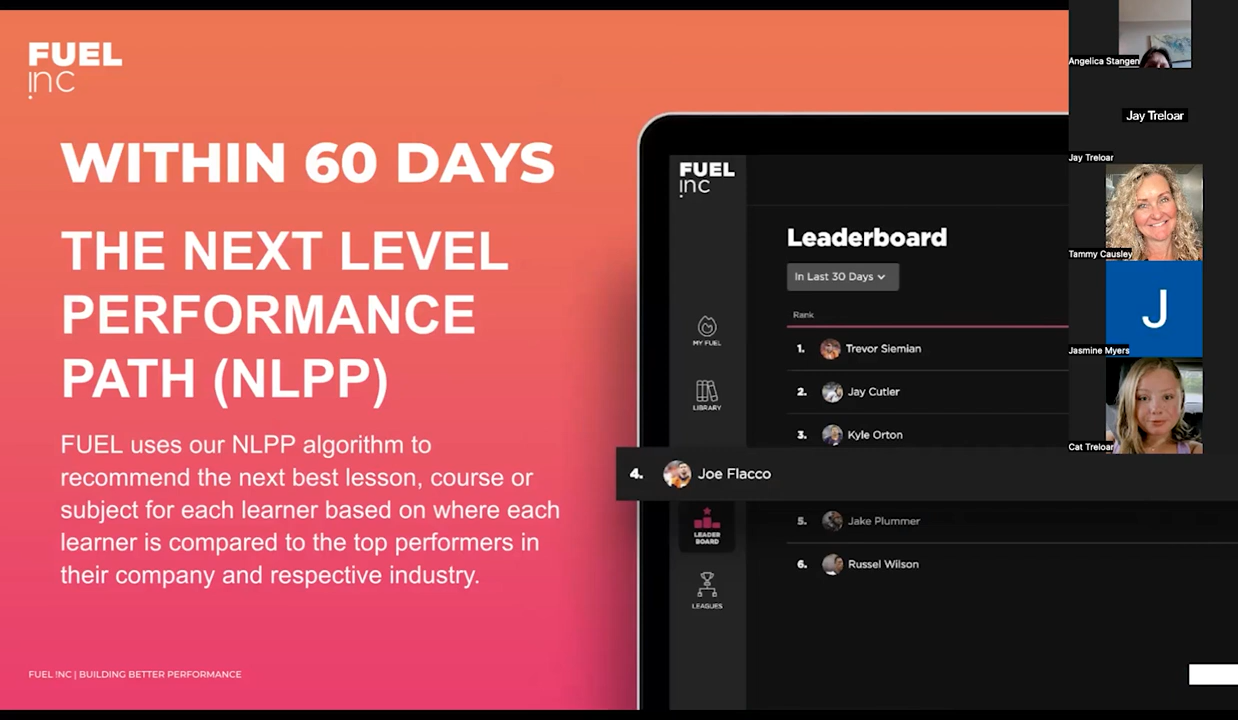 FUEL
!nc
WITHIN 60 DAYS
THE NEXT LEVEL
PERFORMANCE
PATH (NLPP)
FUEL uses our NLPP algorithm to
recommend the next best lesson, course or
subject for each learner based on where each
learner is compared to the top performers in
their company and respective industry.
FUEL !NC | BUILDING BETTER PERFORMANCE
FUEL
!nc
MY FUEL
LIBRARY
LEADER
BOARD
LEAGUES
Leaderboard
In Last 30 Days
Rank
1. Trevor Siemian
2. Jay Cutler
3. Kyle Orton
4. Joe Flacco
5. Jake Plummer
6. Russel Wilson
Angelica Stangen
Jay Treloar
Jay Treloar
Tammy Causley
J
Jasmine Myers
Cat Treloar